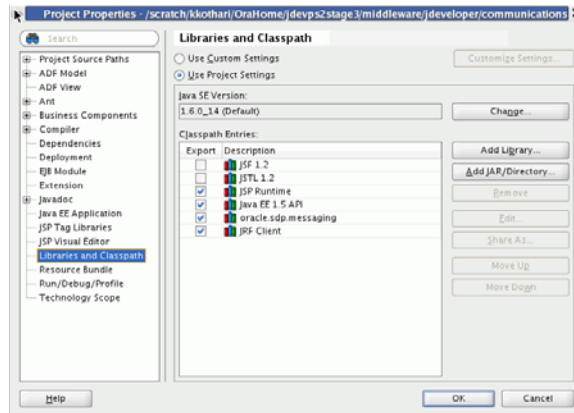 Project Properties - /scratch/kkothari/OraHome/jdevps2stage3/middleware/jdeveloper/communications
Search
Project Source Paths
ADF Model
ADF View
Ant
Business Components
Compiler
Dependencies
Deployment
EJB Module
Extension
Javadoc
Java EE Application
JSP Tag Libraries
JSP Visual Editor
Libraries and Classpath
Resource Bundle
Run/Debug/Profile
Technology Scope
Libraries and Classpath
Use Custom Settings
Customize Settings...
Use Project Settings
Java SE Version:
1.6.0_14 (Default)
Change...
Classpath Entries:
Export Description
JSF 1.2
JSTL 1.2
JSP Runtime
Java EE 1.5 API
oracle.sdp.messaging
JRF Client
Add Library...
Add JAR/Directory...
Remove
Edit...
Share As...
Move Up
Move Down
Help
OK
Cancel